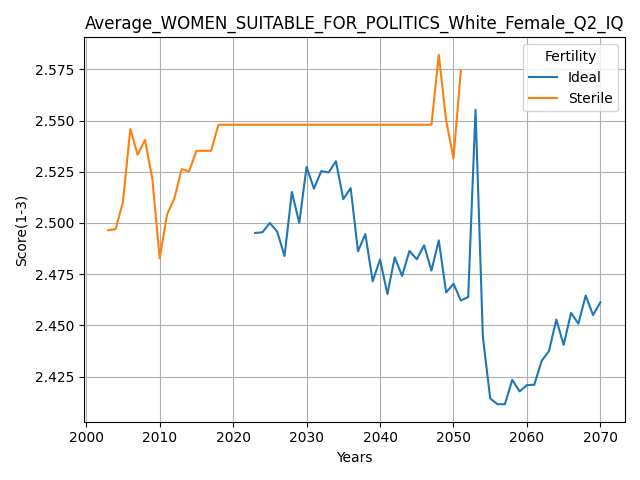 Average_WOMEN_SUITABLE_FOR_POLITICS_White_Female_Q2_IQ
Fertility
Ideal
Sterile
Score(1-3)
2.575
2.550
2.525
2.500
2.475
2.450
2.425
2000 2010 2020 2030 2040 2050 2060 2070
Years